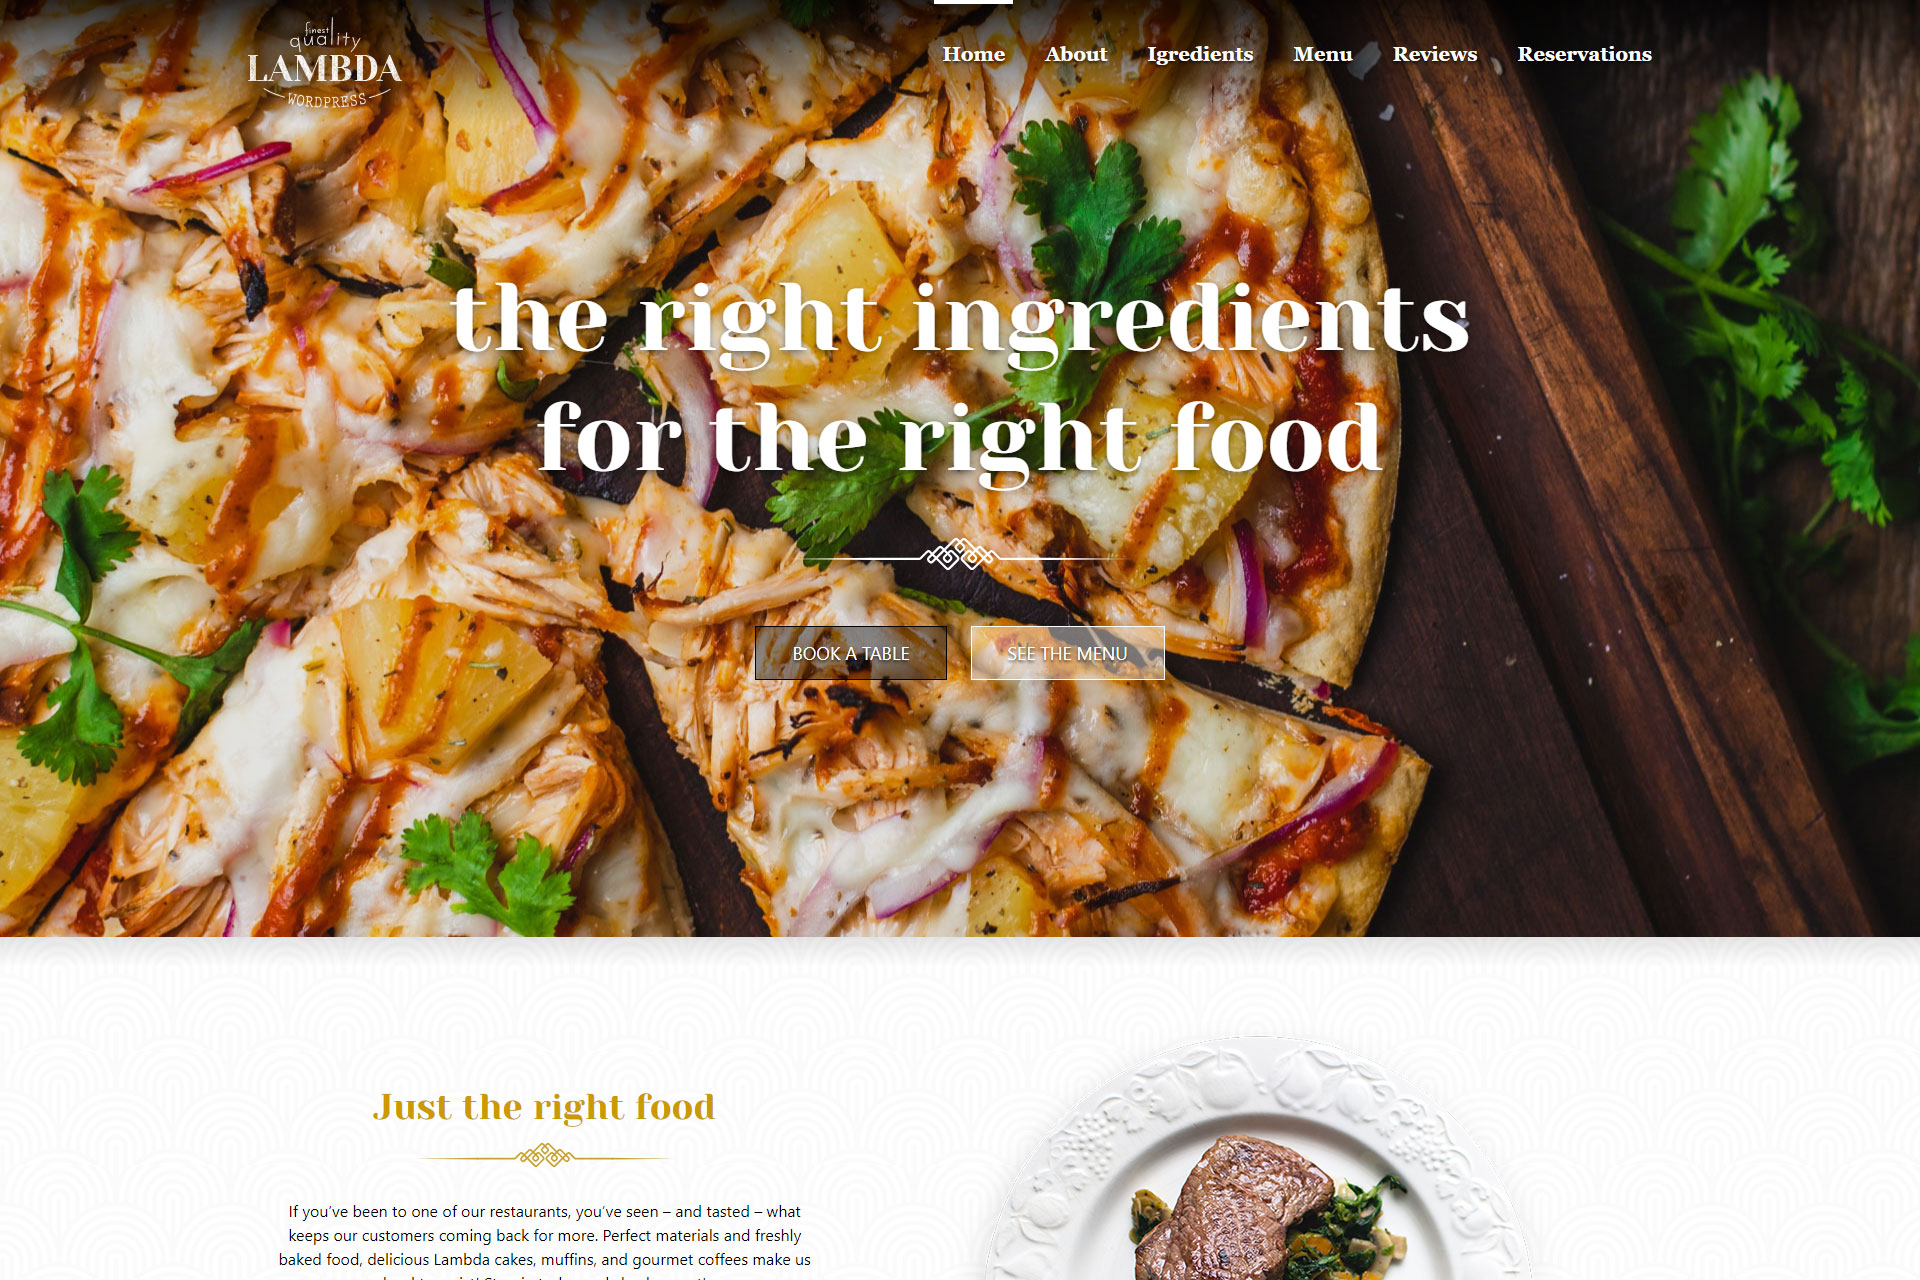 finest
quality
LAMBDA
WORDPRESS
Home About Igredients Menu Reviews Reservations
the right ingredients
for the right food
BOOK A TABLE SEE THE MENU
Just the right food
If you’ve been to one of our restaurants, you’ve seen – and tasted – what
keeps our customers coming back for more. Perfect materials and freshly
baked food, delicious Lambda cakes, muffins, and gourmet coffees make us